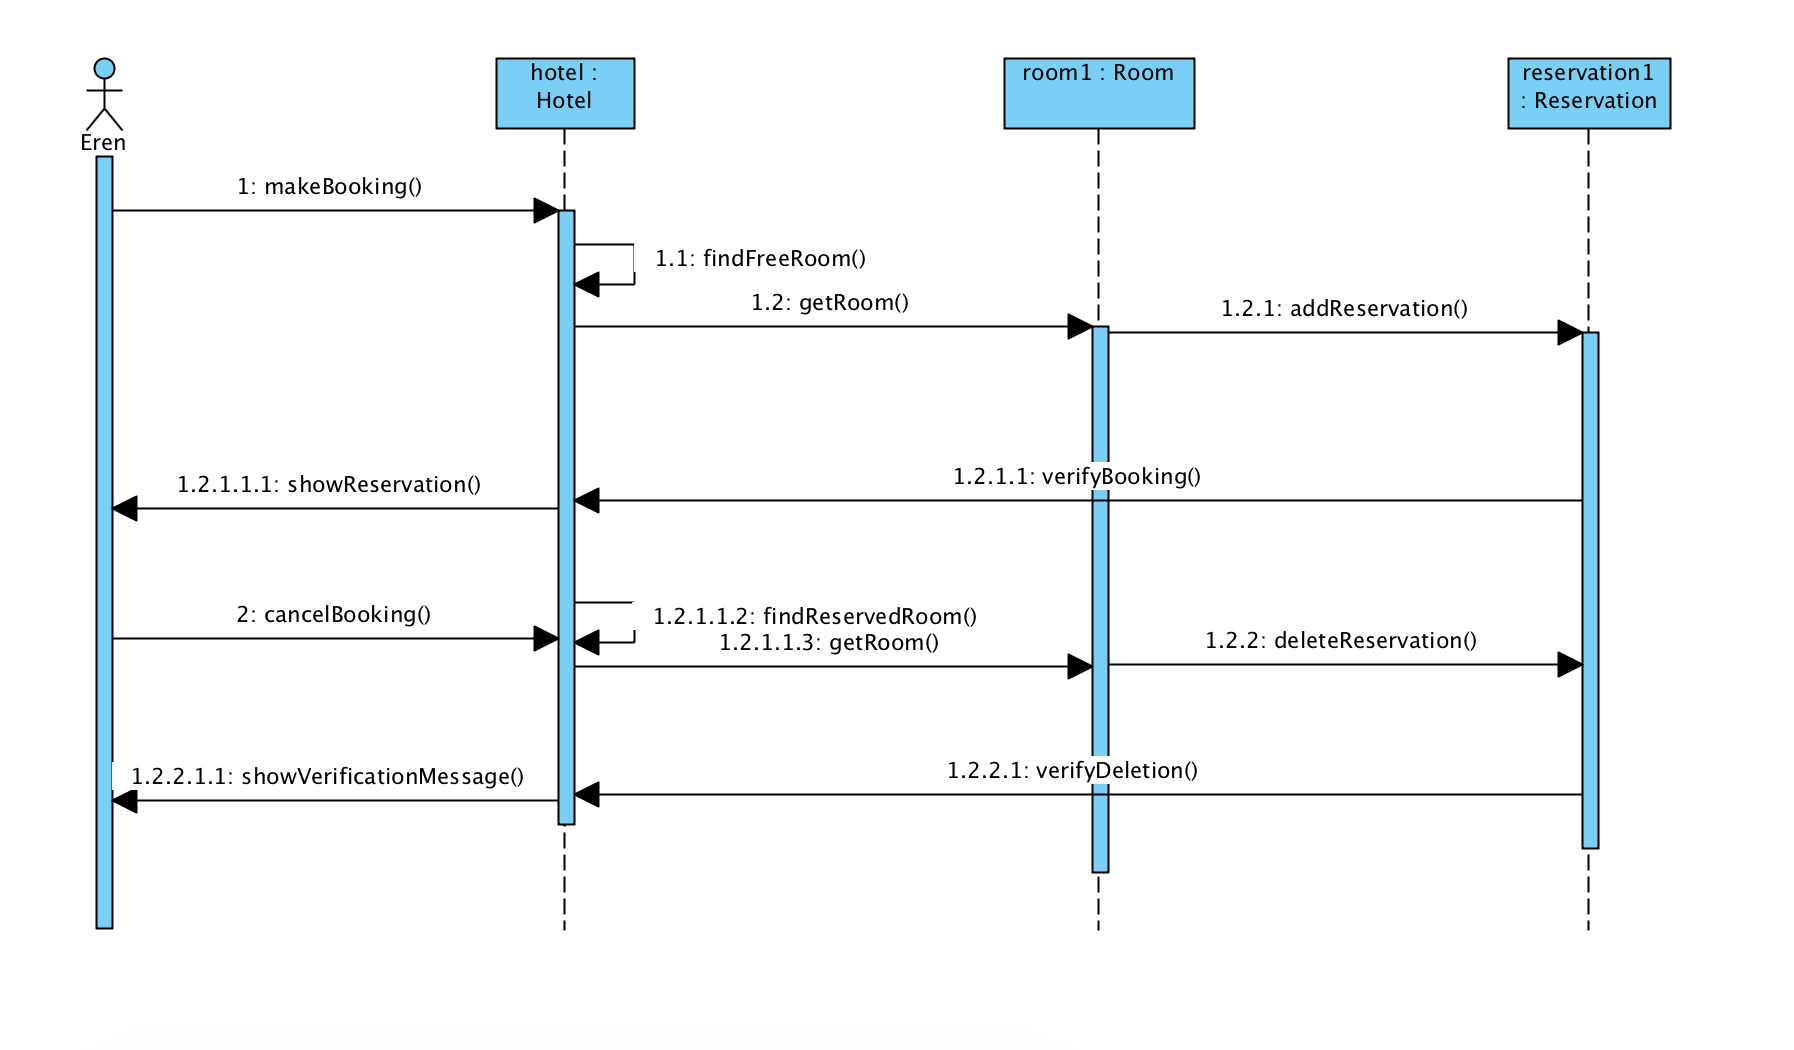 Eren
hotel :
Hotel
room1 : Room
reservation1
: Reservation
1: makeBooking()
1.1: findFreeRoom()
1.2: getRoom()
1.2.1: addReservation()
1.2.1.1: verifyBooking()
1.2.1.1.1: showReservation()
2: cancelBooking()
1.2.1.1.2: findReservedRoom()
1.2.1.1.3: getRoom()
1.2.2: deleteReservation()
1.2.2.1: verifyDeletion()
1.2.2.1.1: showVerificationMessage()